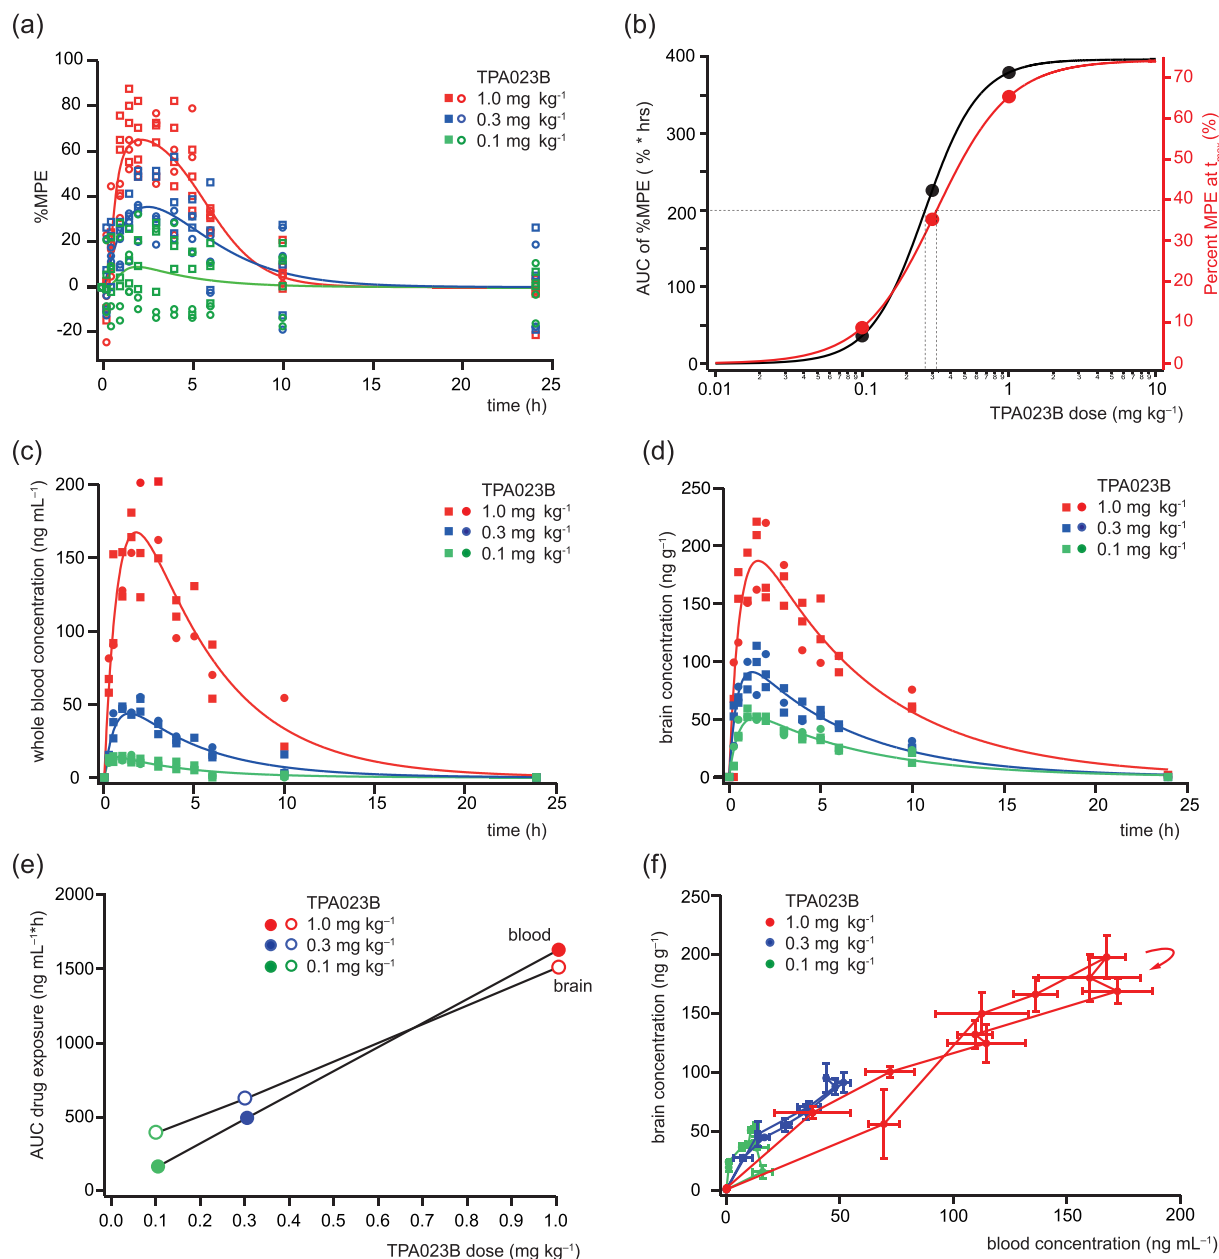 (a)
100
80
60
40
20
0
-20
%MPE
0
5
10
15
20
25
time (h)
TPA023B
1.0 mg kg⁻¹
0.3 mg kg⁻¹
0.1 mg kg⁻¹
(b)
400
300
200
100
0
AUC of %MPE ( % * hrs)
70
60
50
40
30
20
10
0
Percent MPE at tmax (%)
0.01
0.1
1
10
TPA023B dose (mg kg⁻¹)
(c)
200
150
100
50
0
whole blood concentration (ng mL⁻¹)
0
5
10
15
20
25
time (h)
TPA023B
1.0 mg kg⁻¹
0.3 mg kg⁻¹
0.1 mg kg⁻¹
(d)
250
200
150
100
50
0
brain concentration (ng g⁻¹)
0
5
10
15
20
25
time (h)
TPA023B
1.0 mg kg⁻¹
0.3 mg kg⁻¹
0.1 mg kg⁻¹
(e)
2000
1500
1000
500
0
AUC drug exposure (ng mL⁻¹*h)
0.0 0.1 0.2 0.3 0.4 0.5 0.6 0.7 0.8 0.9 1.0
TPA023B dose (mg kg⁻¹)
TPA023B
1.0 mg kg⁻¹
0.3 mg kg⁻¹
0.1 mg kg⁻¹
blood
brain
(f)
250
200
150
100
50
0
brain concentration (ng g⁻¹)
0
50
100
150
200
blood concentration (ng mL⁻¹)
TPA023B
1.0 mg kg⁻¹
0.3 mg kg⁻¹
0.1 mg kg⁻¹